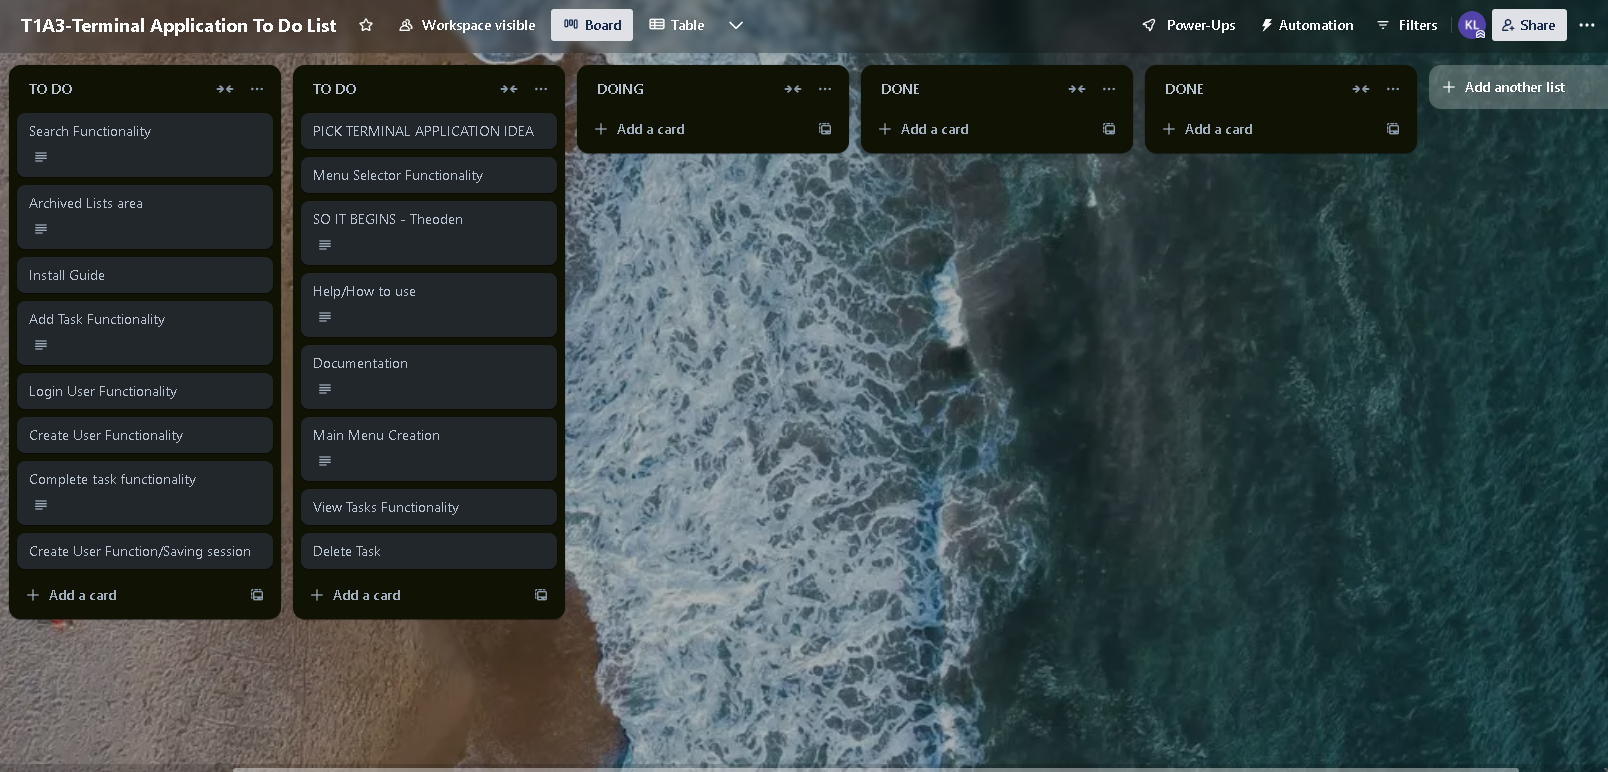 T1A3-Terminal Application To Do List
Workspace visible
Board
Table
Power-Ups
Automation
Filters
KL
Share
TO DO
Search Functionality
Archived Lists area
Install Guide
Add Task Functionality
Login User Functionality
Create User Functionality
Complete task functionality
Create User Function/Saving session
Add a card
TO DO
PICK TERMINAL APPLICATION IDEA
Menu Selector Functionality
SO IT BEGINS - Theoden
Help/How to use
Documentation
Main Menu Creation
View Tasks Functionality
Delete Task
Add a card
DOING
Add a card
DONE
Add a card
DONE
Add a card
Add another list